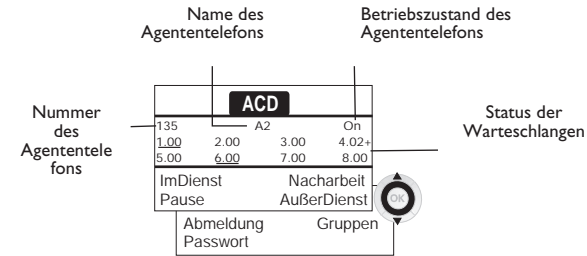 Name des
Agententelefons
Betriebszustand des
Agententelefons
Nummer
des
Agententele
fons
ACD
135 A2 On
1.00 2.00 3.00 4.02+
5.00 6.00 7.00 8.00
Status der
Warteschlangen
ImDienst Nacharbeit
Pause AußerDienst
OK
Abmeldung Gruppen
Passwort